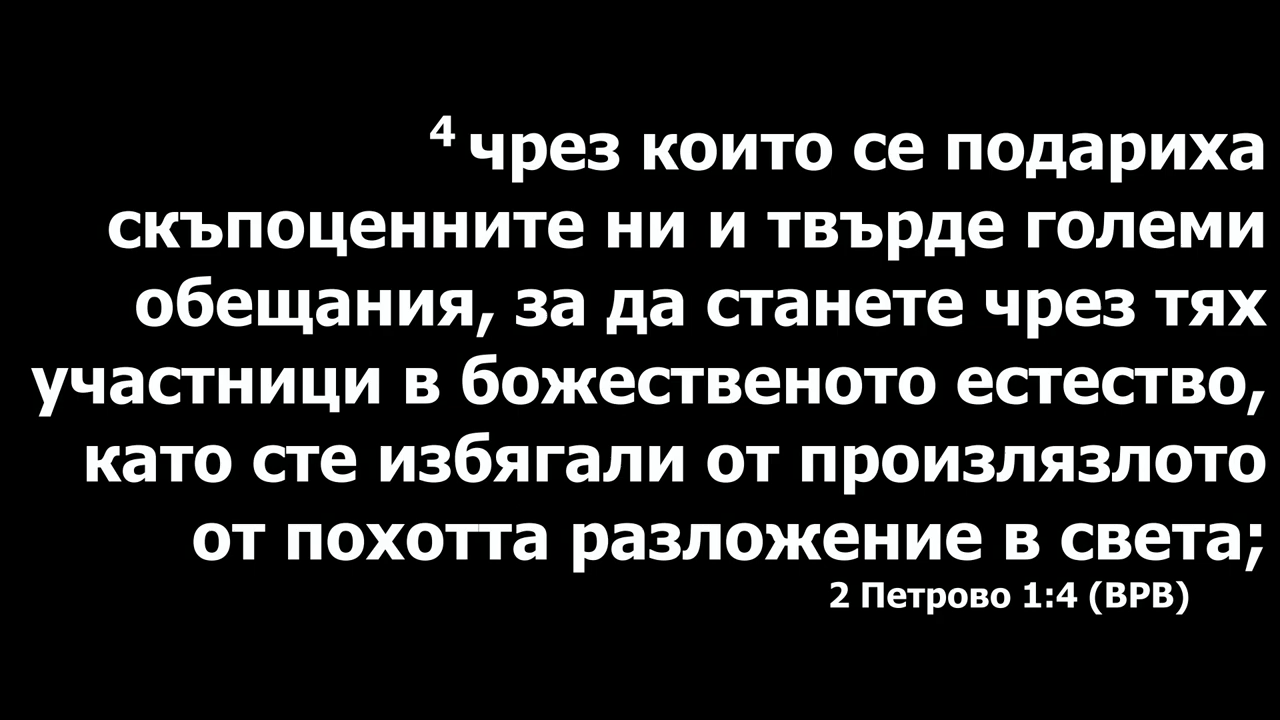 4 чрез които се подариха
скъпоценните ни и твърде големи
обещания, за да станете чрез тях
участници в божественото естество,
като сте избягали от произлязлото
от похотта разложение в света;
2 Петрово 1:4 (ВРВ)